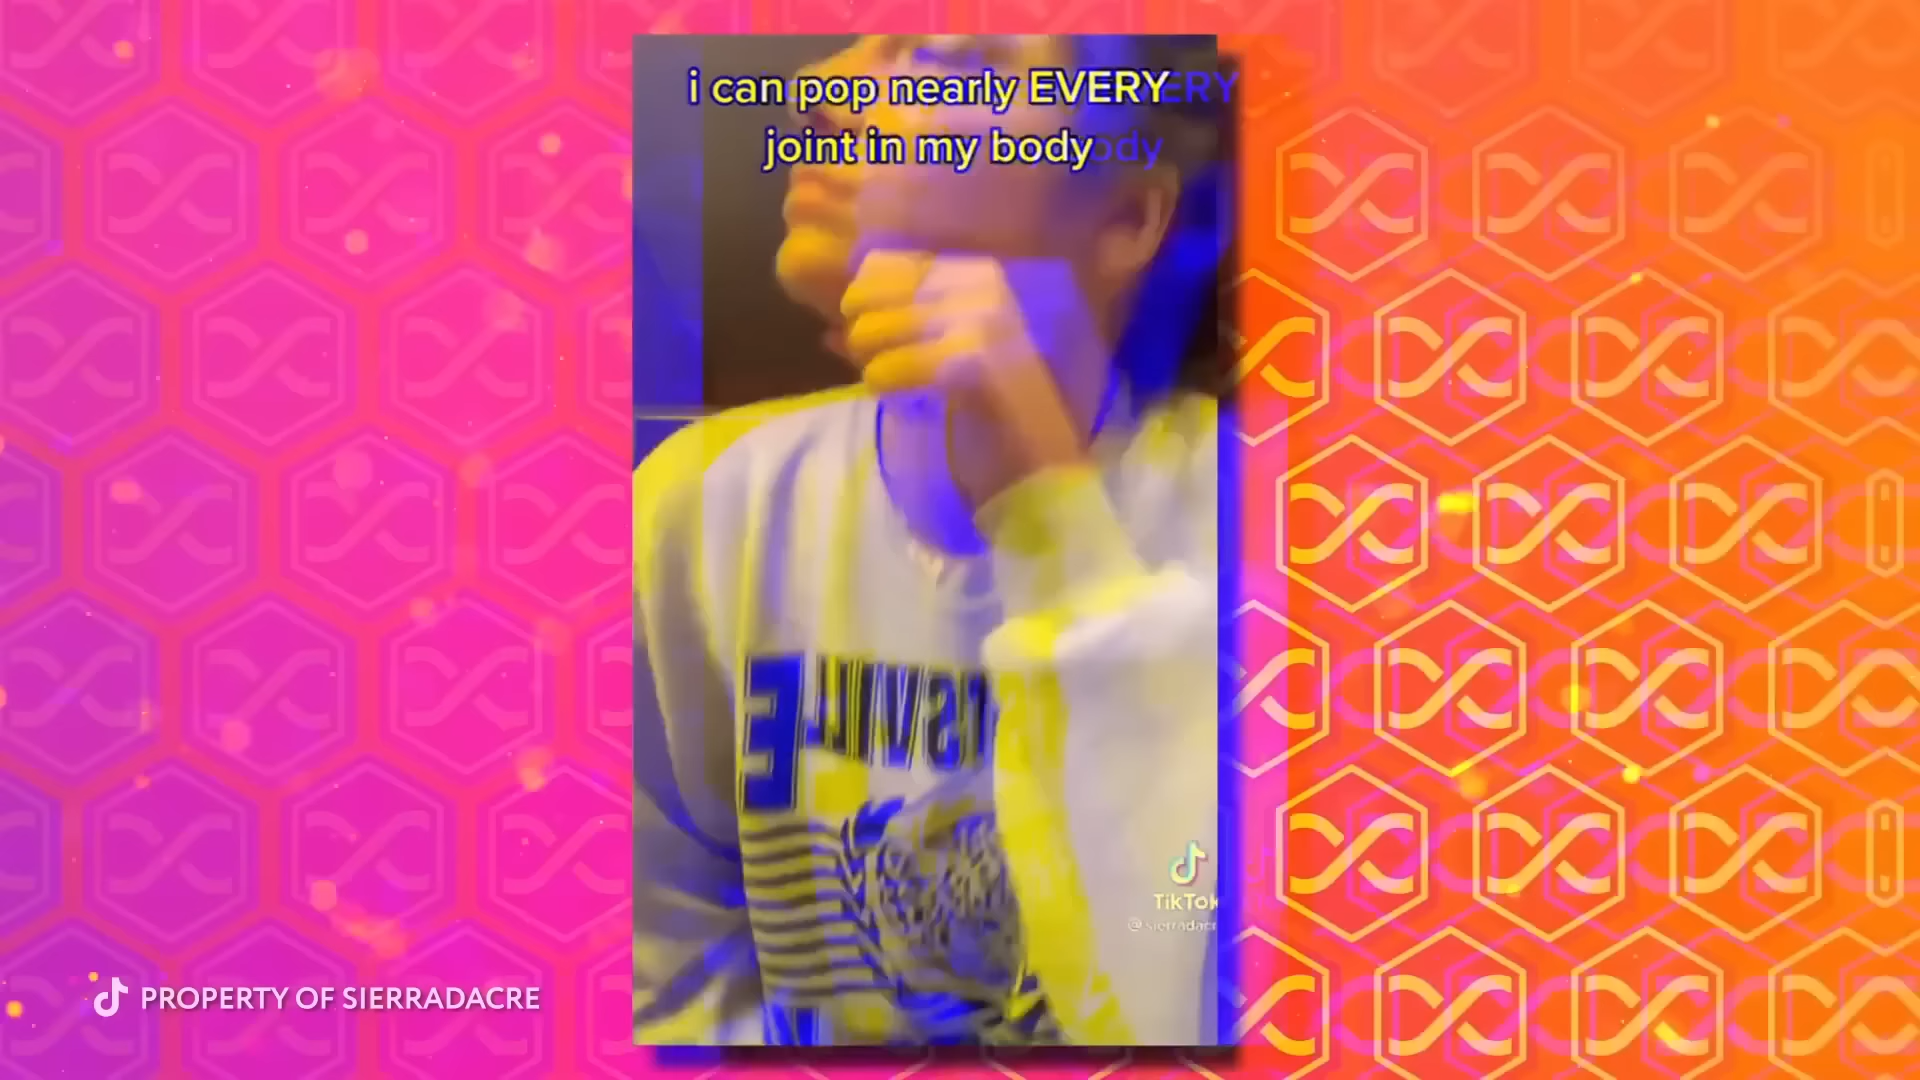 i can pop nearly EVERY
joint in my body
TikTok
PROPERTY OF SIERRADACRE